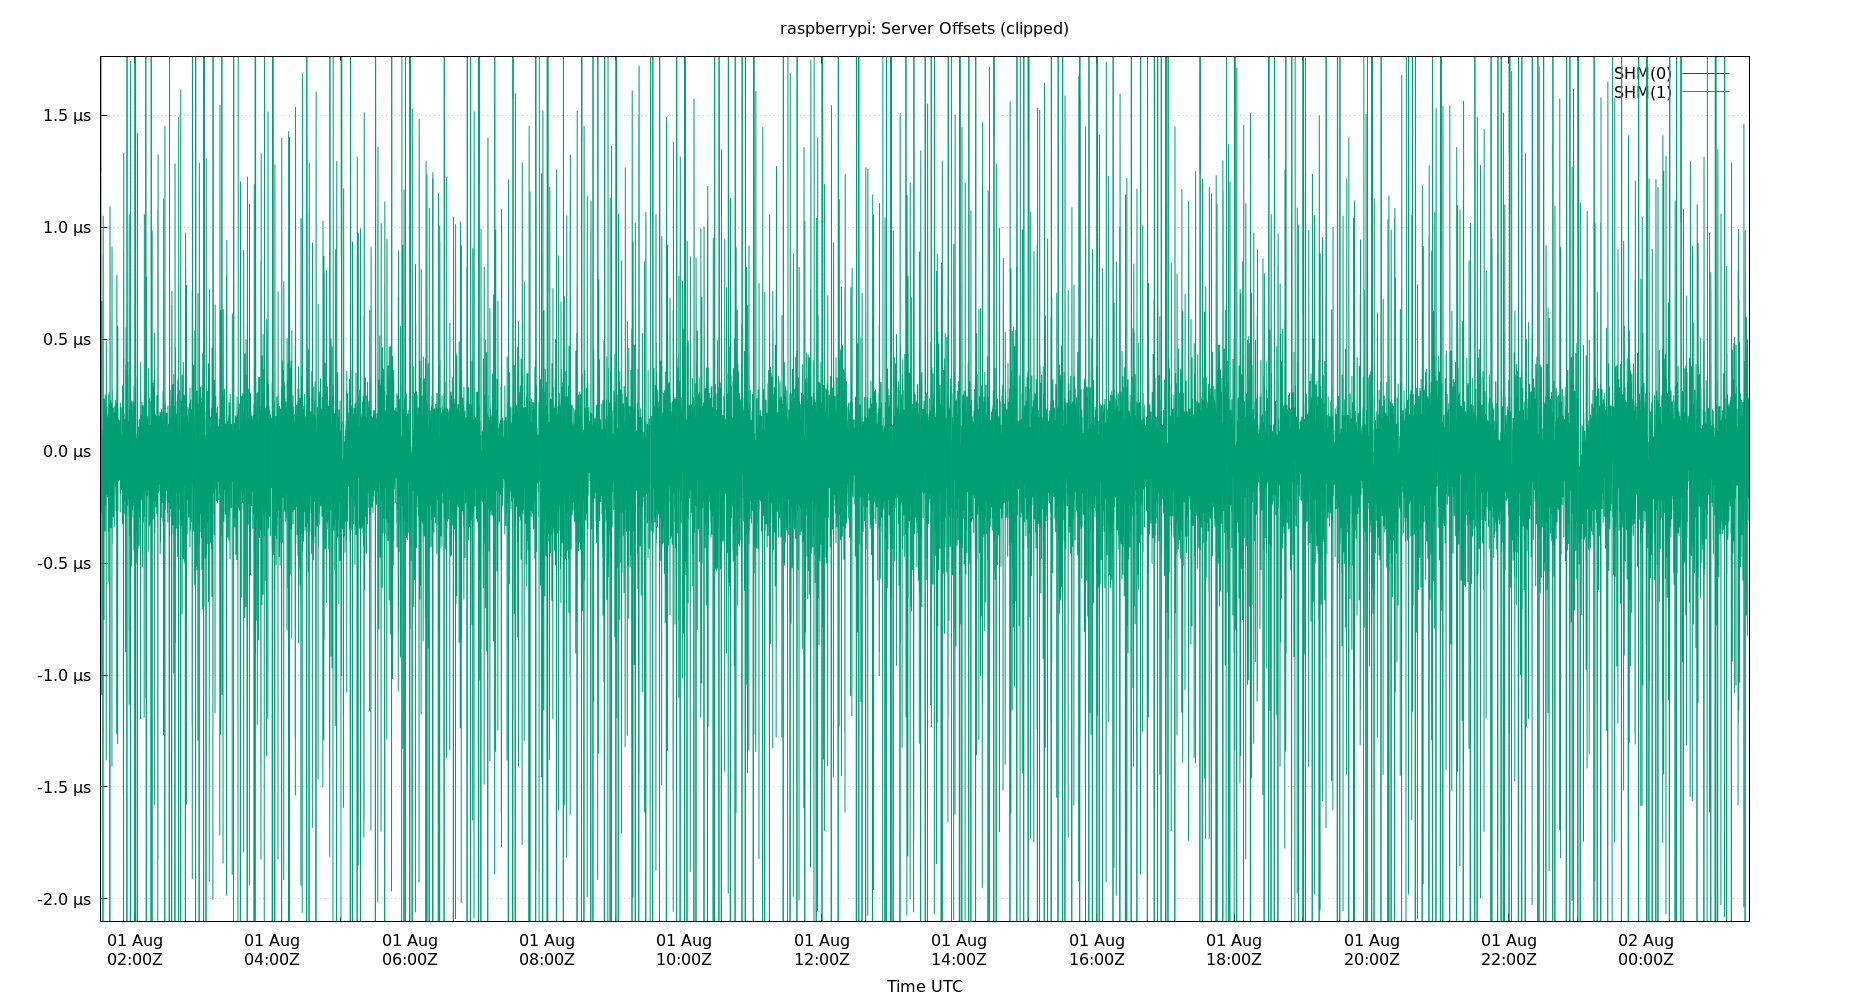 raspberrypi: Server Offsets (clipped)
SHM(0)
SHM(1)
1.5 µs
1.0 µs
0.5 µs
0.0 µs
-0.5 µs
-1.0 µs
-1.5 µs
-2.0 µs
01 Aug 01 Aug 01 Aug 01 Aug 01 Aug 01 Aug 01 Aug 01 Aug 01 Aug 01 Aug 01 Aug 02 Aug
02:00Z 04:00Z 06:00Z 08:00Z 10:00Z 12:00Z 14:00Z 16:00Z 18:00Z 20:00Z 22:00Z 00:00Z
Time UTC